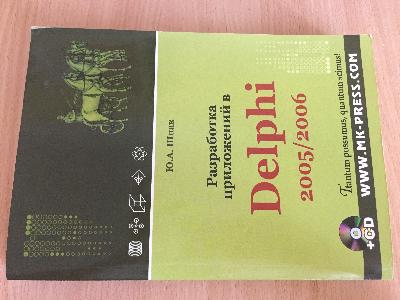 Ю.А. Шпак
Разработка
приложений в
Delphi
2005/2006
Tantum possumus, quantum scimus!
WWW.MK-PRESS.COM
+CD